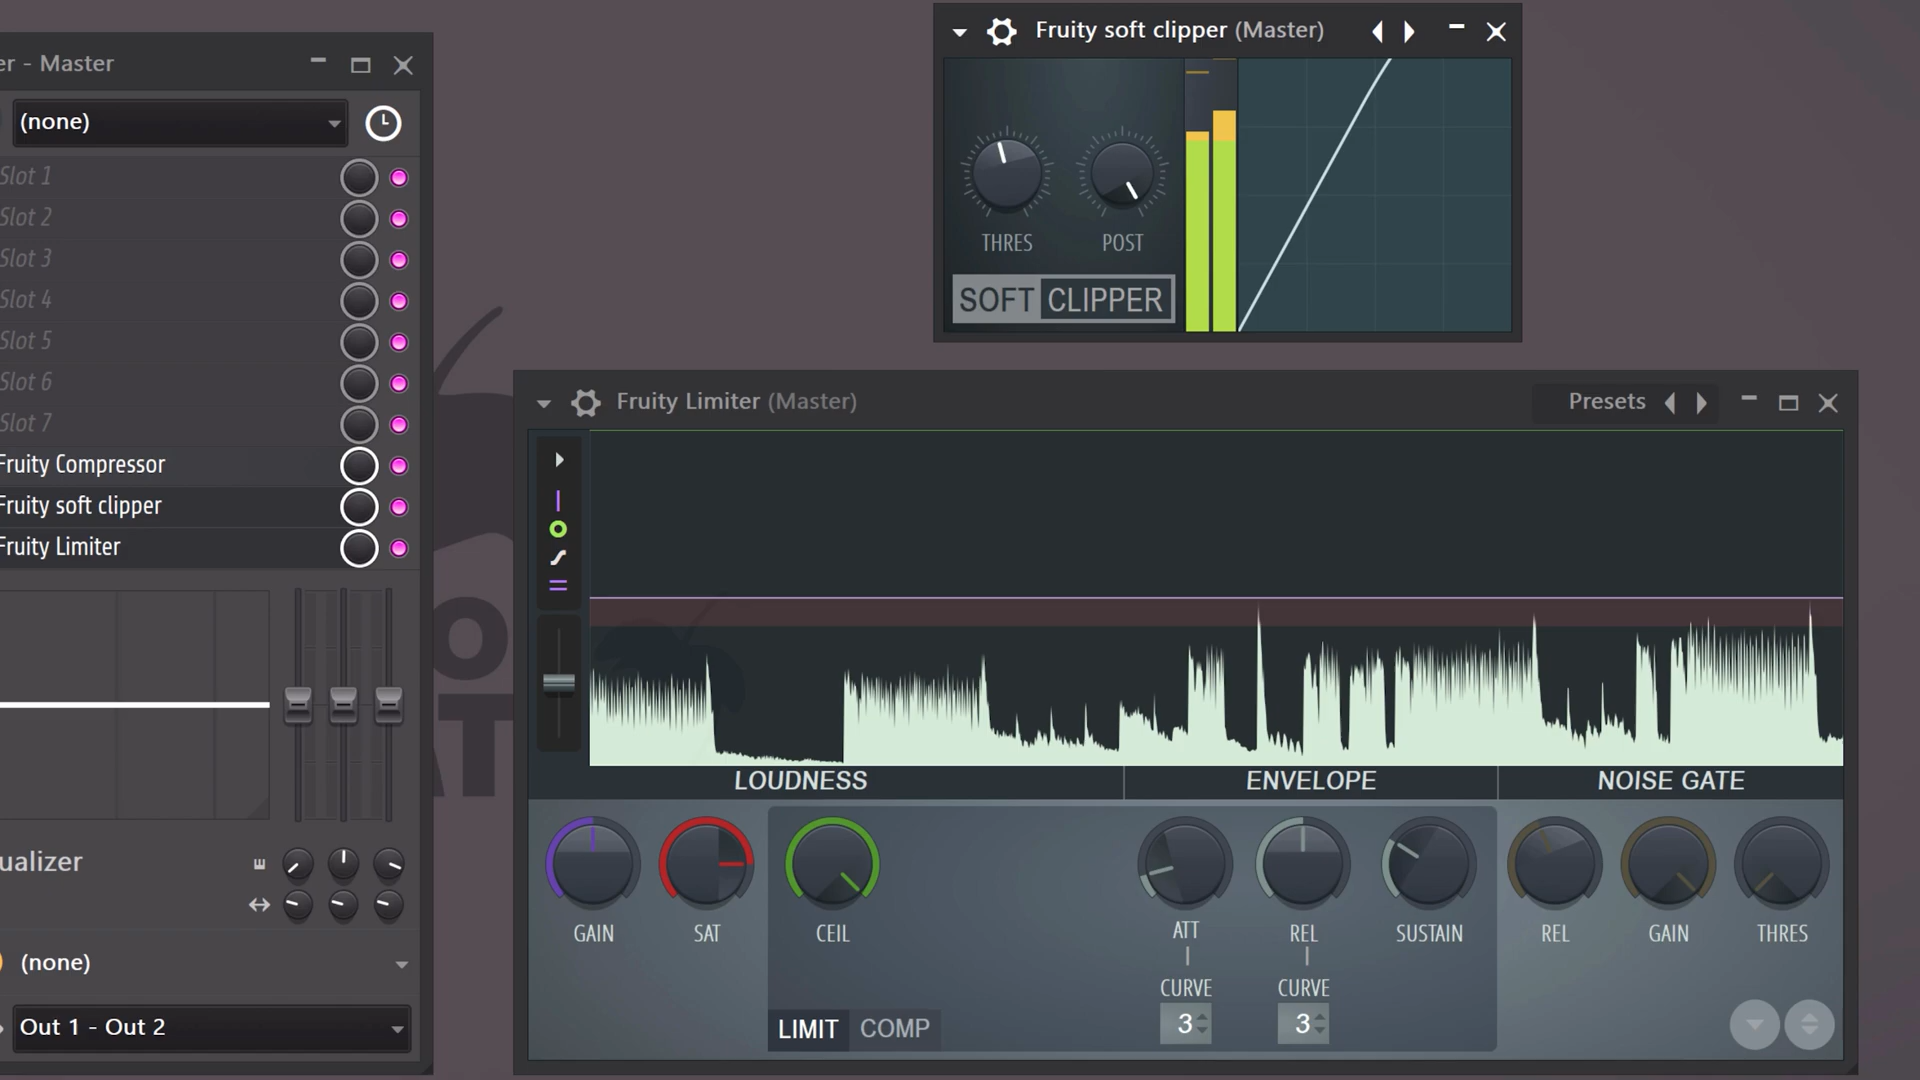 er - Master
(none)
Slot 1
Slot 2
Slot 3
Slot 4
Slot 5
Slot 6
Slot 7
Fruity Compressor
Fruity soft clipper
Fruity Limiter
ualizer
(none)
Out 1 - Out 2
Fruity soft clipper (Master)
THRES POST
SOFT CLIPPER
Fruity Limiter (Master) Presets
LOUDNESS ENVELOPE NOISE GATE
GAIN SAT CEIL ATT REL SUSTAIN REL GAIN THRES
CURVE CURVE
3 3
LIMIT COMP